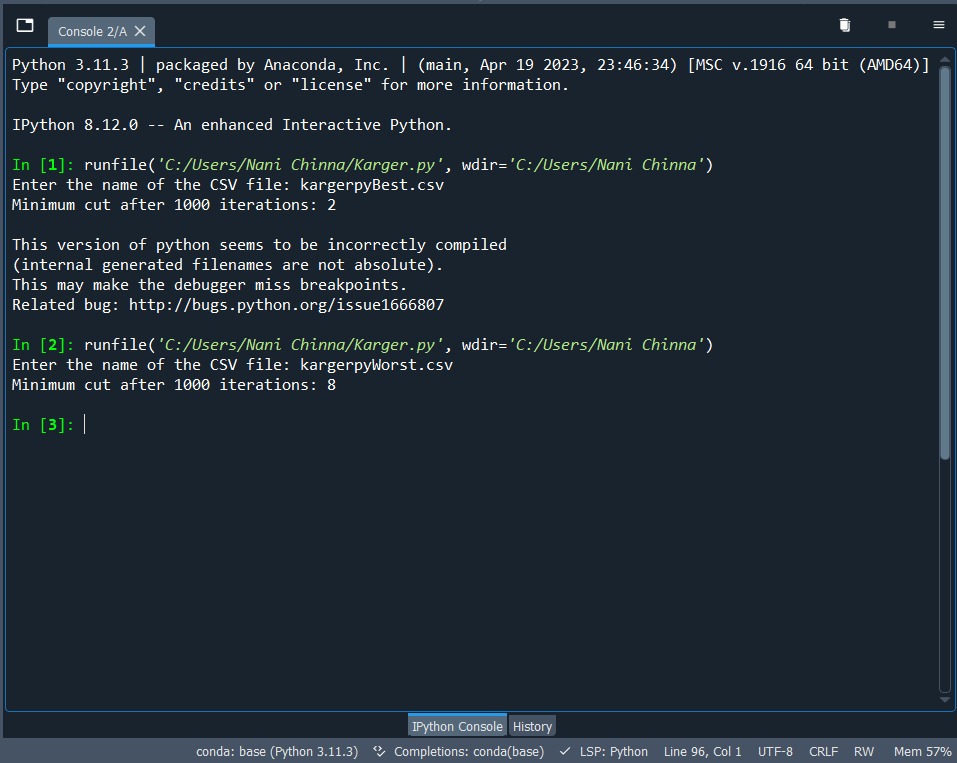 Console 2/A
Python 3.11.3 | packaged by Anaconda, Inc. | (main, Apr 19 2023, 23:46:34) [MSC v.1916 64 bit (AMD64)]
Type "copyright", "credits" or "license" for more information.
IPython 8.12.0 -- An enhanced Interactive Python.
In [1]: runfile('C:/Users/Nani Chinna/Karger.py', wdir='C:/Users/Nani Chinna')
Enter the name of the CSV file: kargerpyBest.csv
Minimum cut after 1000 iterations: 2
This version of python seems to be incorrectly compiled
(internal generated filenames are not absolute).
This may make the debugger miss breakpoints.
Related bug: http://bugs.python.org/issue1666807
In [2]: runfile('C:/Users/Nani Chinna/Karger.py', wdir='C:/Users/Nani Chinna')
Enter the name of the CSV file: kargerpyWorst.csv
Minimum cut after 1000 iterations: 8
In [3]:
IPython Console History
conda: base (Python 3.11.3) Completions: conda(base) LSP: Python Line 96, Col 1 UTF-8 CRLF RW Mem 57%